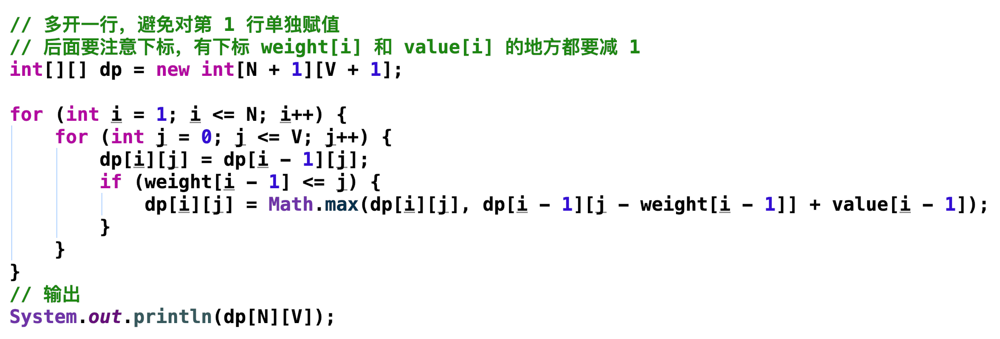 // 多开一行，避免对第 1 行单独赋值
// 后面要注意下标，有下标 weight[i] 和 value[i] 的地方都要减 1
int[][] dp = new int[N + 1][V + 1];

for (int i = 1; i <= N; i++) {
    for (int j = 0; j <= V; j++) {
        dp[i][j] = dp[i - 1][j];
        if (weight[i - 1] <= j) {
            dp[i][j] = Math.max(dp[i][j], dp[i - 1][j - weight[i - 1]] + value[i - 1]);
        }
    }
}
// 输出
System.out.println(dp[N][V]);